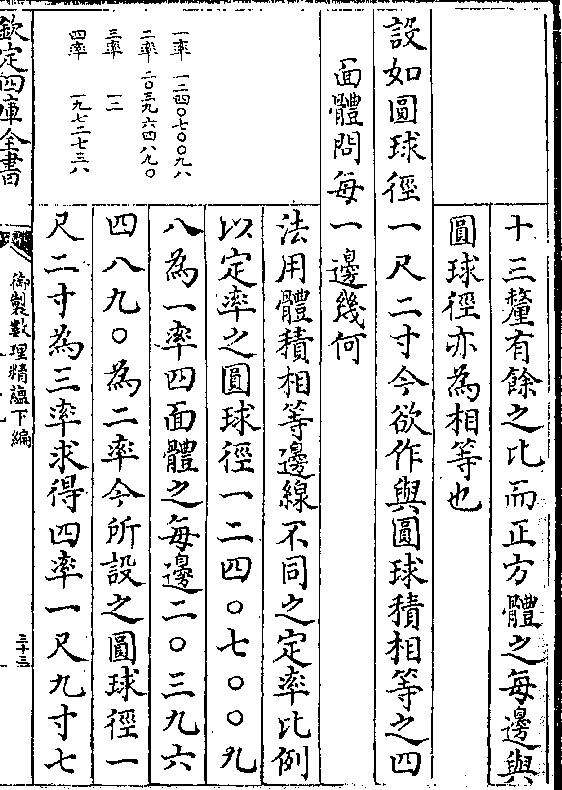 十三釐有餘之比而正方體之每邊與
圓球徑亦為相等也
設如圓球徑一尺二寸今欲作與圓球積相等之四
面體問每一邊幾何
法用體積相等邊線不同之定率比例
以定率之圓球徑一二四〇七〇〇九
八為一率四面體之每邊二〇三九六
四八九〇為二率今所設之圓球徑一
尺二寸為三率求得四率一尺九寸七
一率 一二四〇七〇〇九八
二率 二〇三九六四八九〇
三率 一二
四率 一九七二七三八
欽定四庫全書
御製數理精蘊下編
三十三